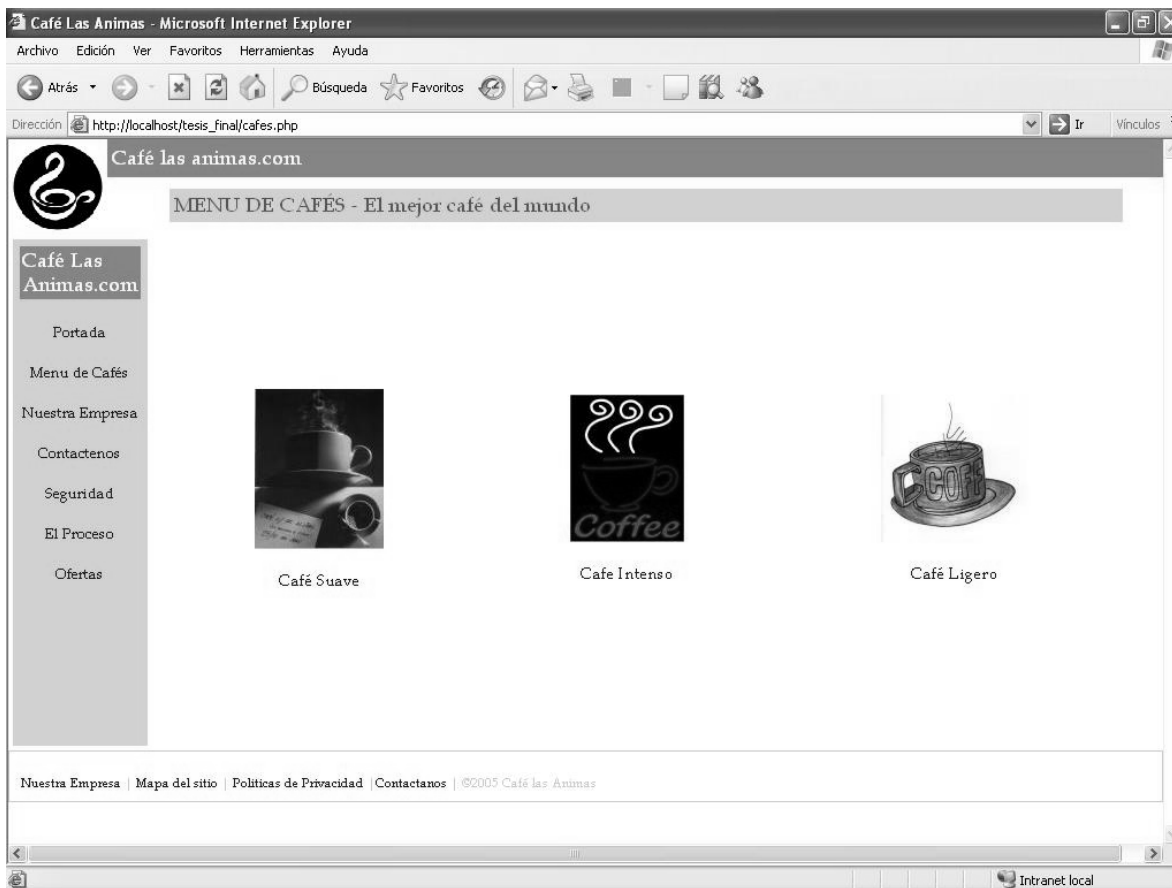 Café Las Animas - Microsoft Internet Explorer
Archivo Edición Ver Favoritos Herramientas Ayuda
Atrás Búsqueda Favoritos
Dirección http://localhost/tesis_final/cafes.php Ir Vínculos
Café las animas.com
MENU DE CAFÉS - El mejor café del mundo
Café Las
Animas.com
Portada
Menu de Cafés
Nuestra Empresa
Contactenos
Seguridad
El Proceso
Ofertas
Coffee
COFF
Café Suave
Cafe Intenso
Café Ligero
Nuestra Empresa | Mapa del sitio | Politicas de Privacidad | Contactanos | ©2005 Café las Animas
Intranet local